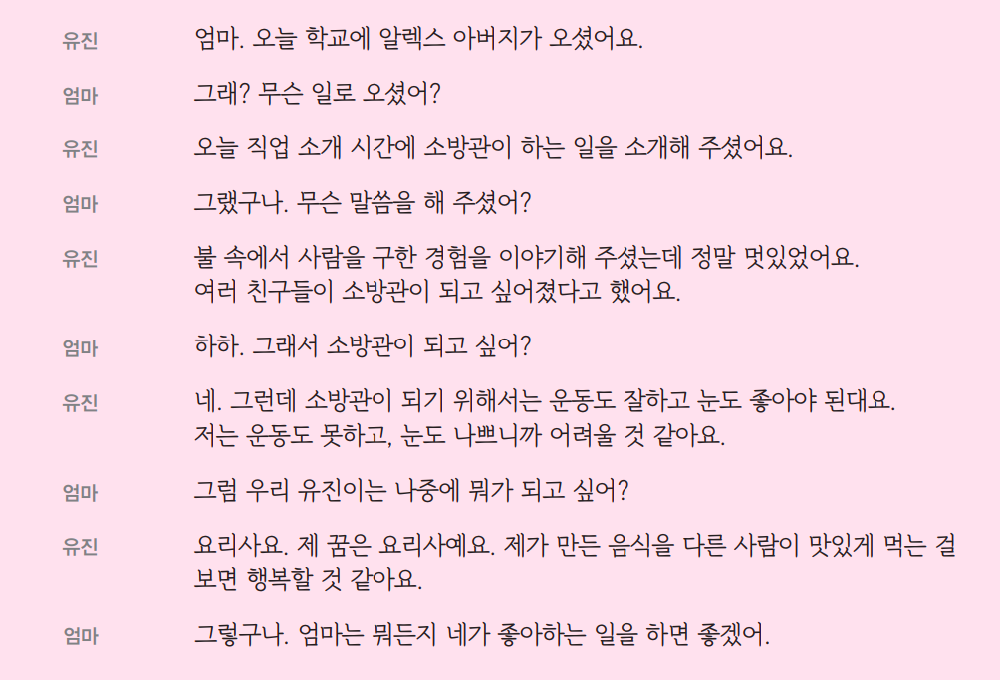 유진 엄마. 오늘 학교에 알렉스 아버지가 오셨어요.
엄마 그래? 무슨 일로 오셨어?
유진 오늘 직업 소개 시간에 소방관이 하는 일을 소개해 주셨어요.
엄마 그랬구나. 무슨 말씀을 해 주셨어?
유진 불 속에서 사람을 구한 경험을 이야기해 주셨는데 정말 멋있었어요.
여러 친구들이 소방관이 되고 싶어졌다고 했어요.
엄마 하하. 그래서 소방관이 되고 싶어?
유진 네. 그런데 소방관이 되기 위해서는 운동도 잘하고 눈도 좋아야 된대요.
저는 운동도 못하고, 눈도 나쁘니까 어려울 것 같아요.
엄마 그럼 우리 유진이는 나중에 뭐가 되고 싶어?
유진 요리사요. 제 꿈은 요리사예요. 제가 만든 음식을 다른 사람이 맛있게 먹는 걸
보면 행복할 것 같아요.
엄마 그렇구나. 엄마는 뭐든지 네가 좋아하는 일을 하면 좋겠어.